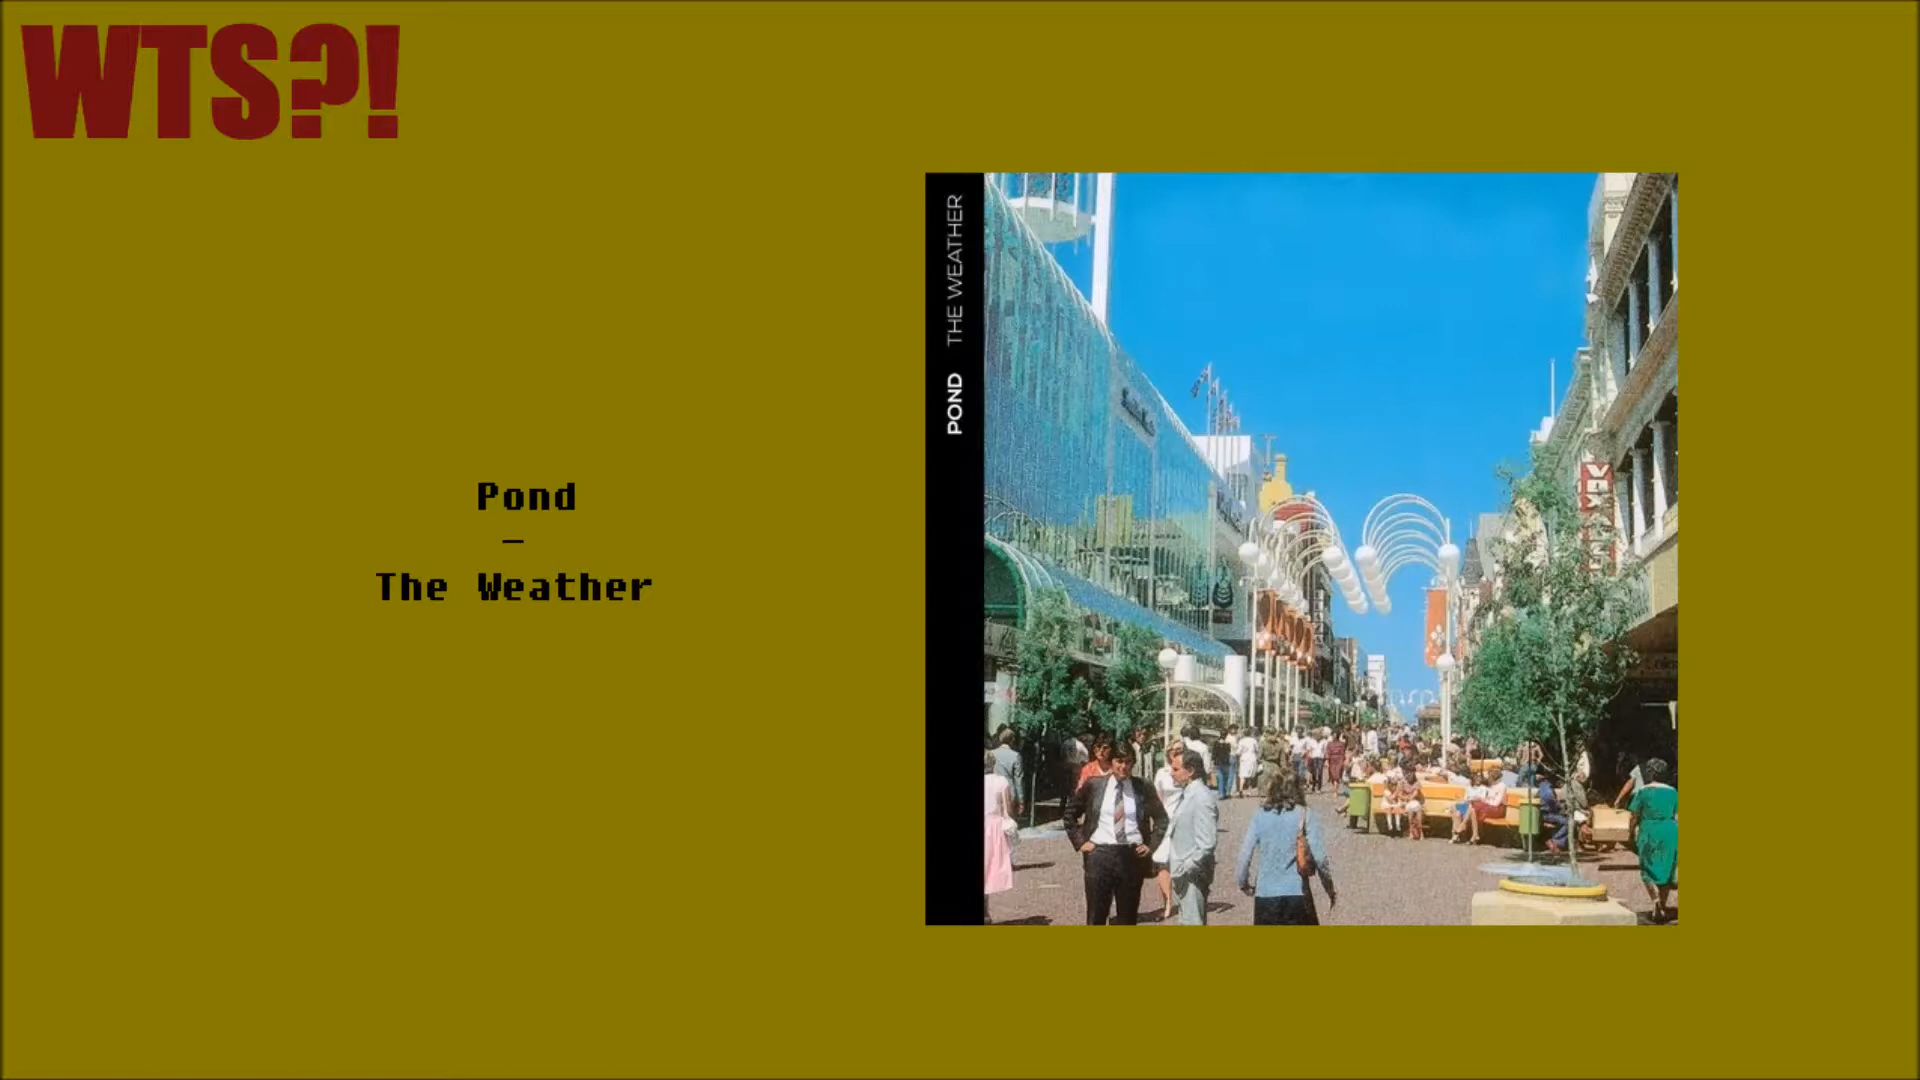 WTS?!
Pond
–
The Weather
POND THE WEATHER